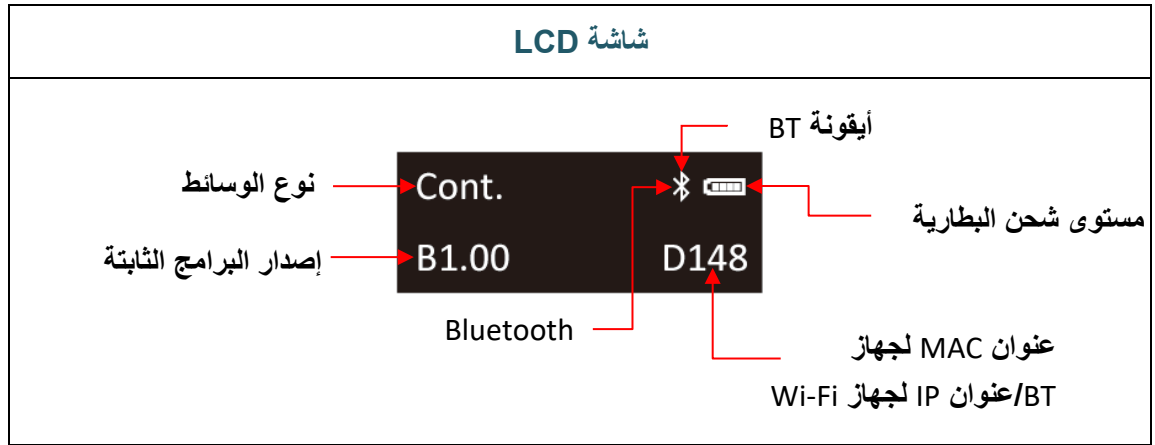 شاشة LCD
أيقونة BT
نوع الوسائط
Cont.
مستوى شحن البطارية
إصدار البرامج الثابتة
B1.00
D148
Bluetooth
عنوان MAC لجهاز
BT/عنوان IP لجهاز Wi-Fi